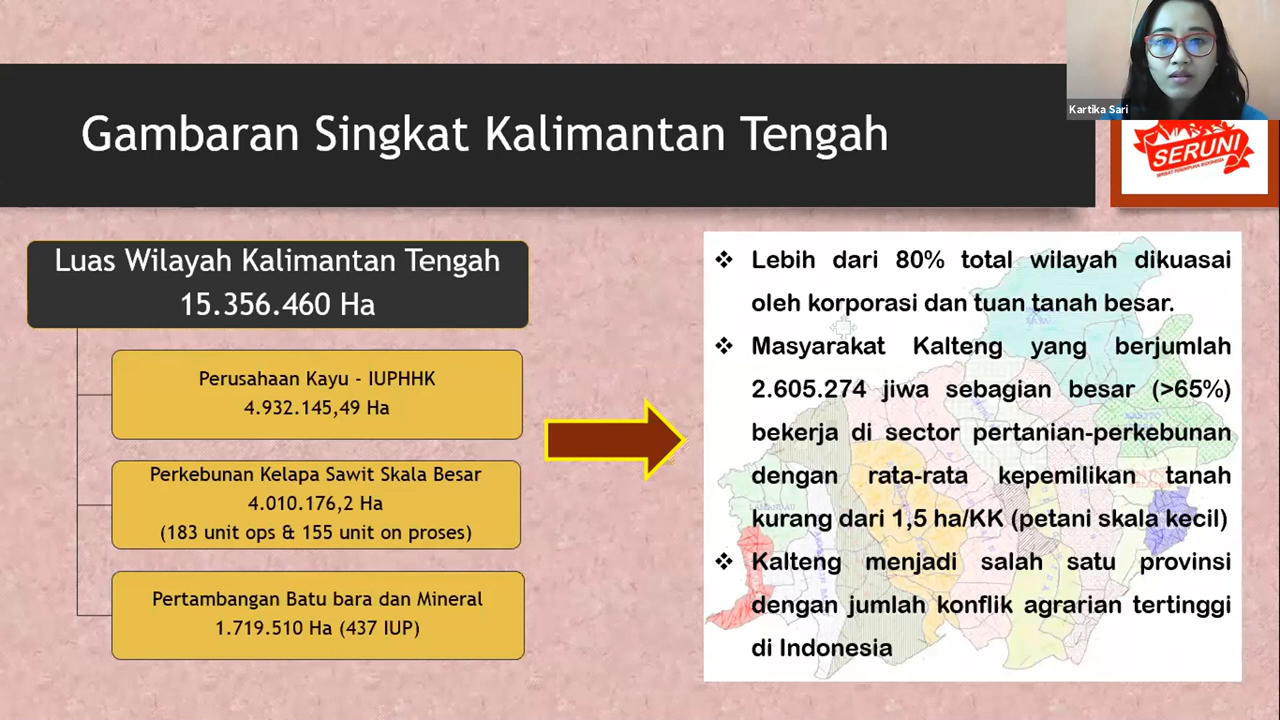 Kartika Sari
Gambaran Singkat Kalimantan Tengah
SERUNI
SERIKAT PEREMPUAN INDONESIA
Luas Wilayah Kalimantan Tengah
15.356.460 Ha
Perusahaan Kayu - IUPHHK
4.932.145,49 Ha
Perkebunan Kelapa Sawit Skala Besar
4.010.176,2 Ha
(183 unit ops & 155 unit on proses)
Pertambangan Batu bara dan Mineral
1.719.510 Ha (437 IUP)
❖ Lebih dari 80% total wilayah dikuasai
oleh korporasi dan tuan tanah besar.
❖ Masyarakat Kalteng yang berjumlah
2.605.274 jiwa sebagian besar (>65%)
bekerja di sector pertanian-perkebunan
dengan rata-rata kepemilikan tanah
kurang dari 1,5 ha/KK (petani skala kecil)
❖ Kalteng menjadi salah satu provinsi
dengan jumlah konflik agrarian tertinggi
di Indonesia